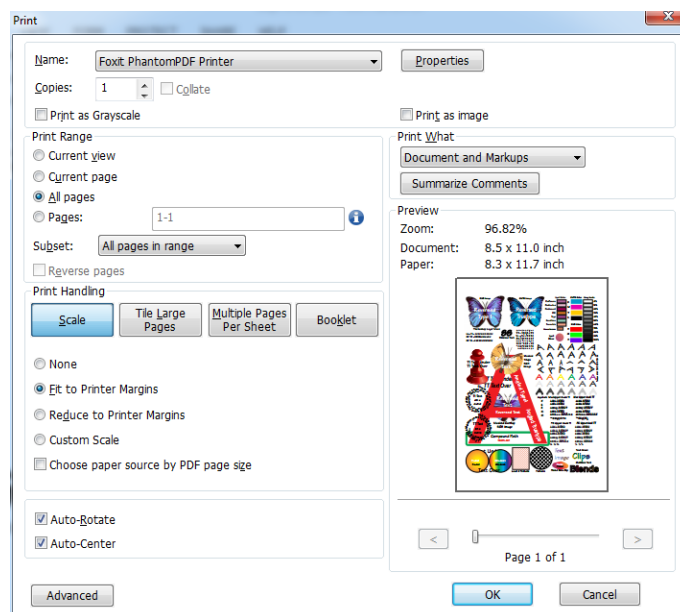 Print
Name: Foxit PhantomPDF Printer Properties
Copies: 1 Collate
Print as Grayscale Print as image
Print Range
Current view
Current page
All pages
Pages: 1-1
Subset: All pages in range
Reverse pages
Print What
Document and Markups
Summarize Comments
Print Handling
Scale Tile Large Pages Multiple Pages Per Sheet Booklet
None
Fit to Printer Margins
Reduce to Printer Margins
Custom Scale
Choose paper source by PDF page size
Auto-Rotate
Auto-Center
Preview
Zoom: 96.82%
Document: 8.5 x 11.0 inch
Paper: 8.3 x 11.7 inch
Clips
Blends
< >
Page 1 of 1
Advanced OK Cancel